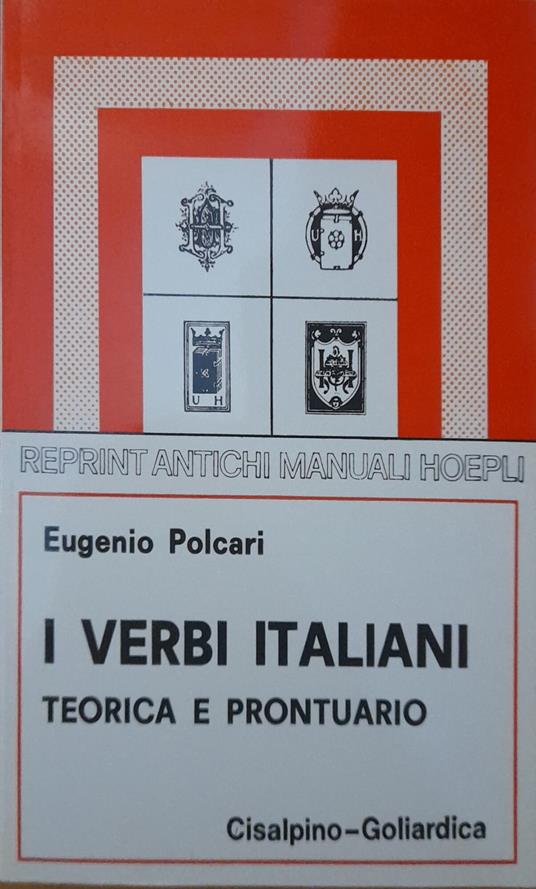 U H
U H
REPRINT ANTICHI MANUALI HOEPLI
Eugenio Polcari
I VERBI ITALIANI
TEORICA E PRONTUARIO
Cisalpino-Goliardica